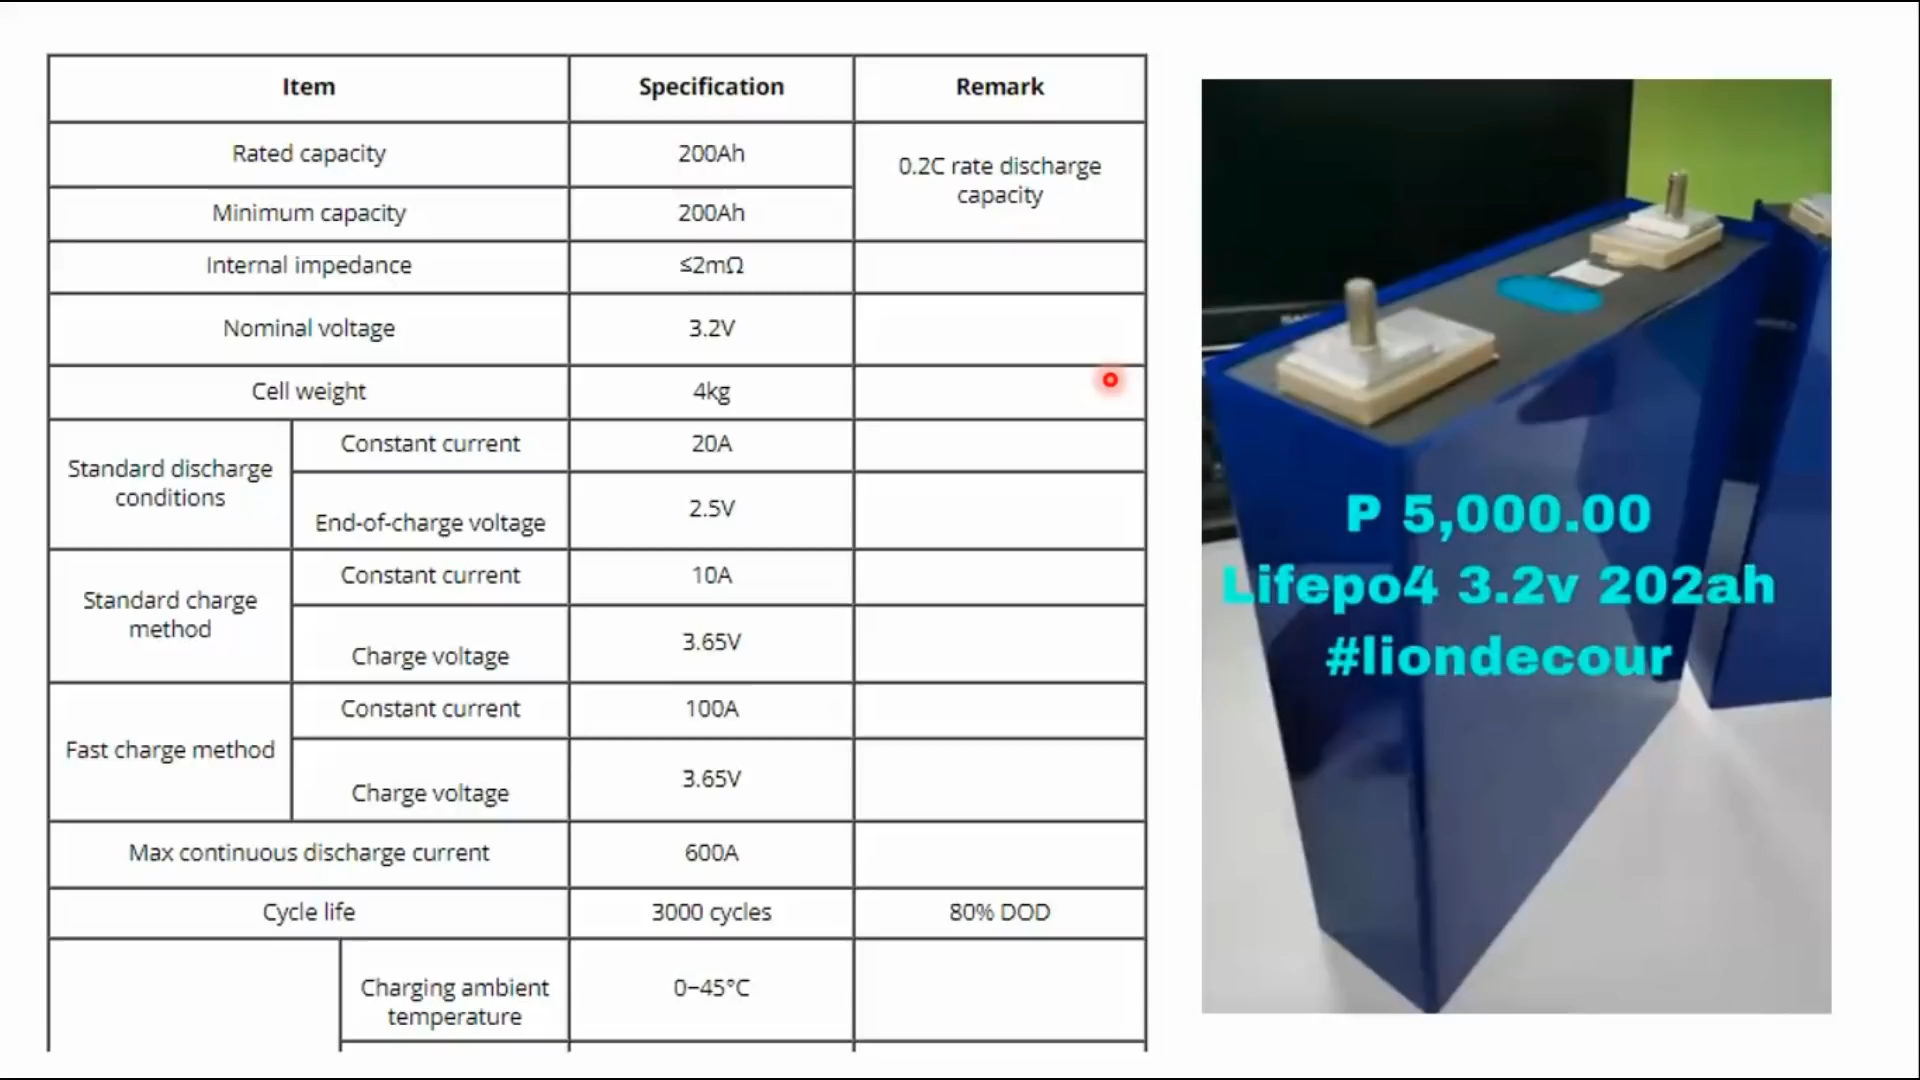 Item Specification Remark
Rated capacity 200Ah
0.2C rate discharge
capacity
Minimum capacity 200Ah
Internal impedance ≤2mΩ
Nominal voltage 3.2V
Cell weight 4kg
Standard discharge
conditions
Constant current 20A
End-of-charge voltage 2.5V
Standard charge
method
Constant current 10A
Charge voltage 3.65V
Fast charge method
Constant current 100A
Charge voltage 3.65V
Max continuous discharge current 600A
Cycle life 3000 cycles 80% DOD
Charging ambient
temperature
0–45°C
P 5,000.00
Lifepo4 3.2v 202ah
#liondecour